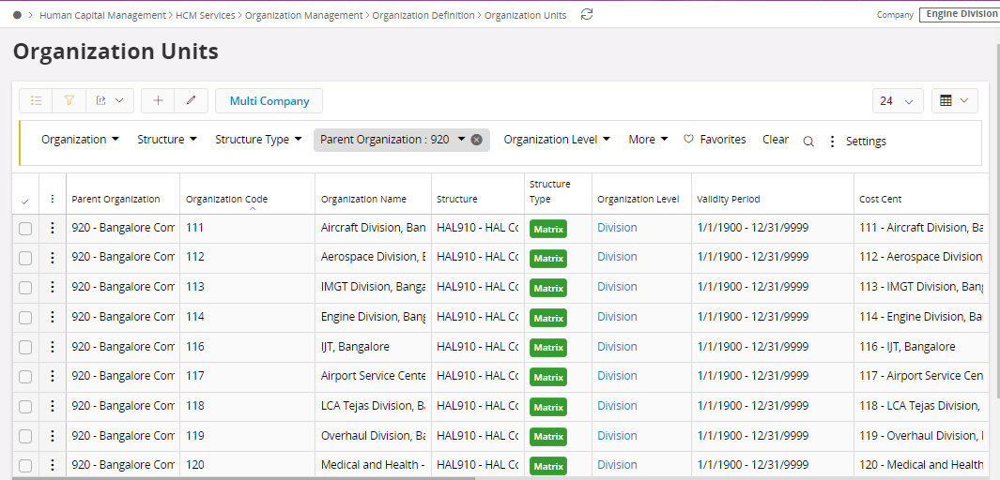 Human Capital Management > HCM Services > Organization Management > Organization Definition > Organization Units
Company Engine Division
Organization Units
Multi Company
24
Organization Structure Structure Type Parent Organization : 920 Organization Level More Favorites Clear Settings
Parent Organization Organization Code Organization Name Structure Structure Type Organization Level Validity Period Cost Cent
920 - Bangalore Com 111 Aircraft Division, Ban HAL910 - HAL Co Matrix Division 1/1/1900 - 12/31/9999 111 - Aircraft Division, Ba
920 - Bangalore Com 112 Aerospace Division, B HAL910 - HAL Co Matrix Division 1/1/1900 - 12/31/9999 112 - Aerospace Division,
920 - Bangalore Com 113 IMGT Division, Banga HAL910 - HAL Co Matrix Division 1/1/1900 - 12/31/9999 113 - IMGT Division, Bang
920 - Bangalore Com 114 Engine Division, Bang HAL910 - HAL Co Matrix Division 1/1/1900 - 12/31/9999 114 - Engine Division, Ba
920 - Bangalore Com 116 IJT, Bangalore HAL910 - HAL Co Matrix Division 1/1/1900 - 12/31/9999 116 - IJT, Bangalore
920 - Bangalore Com 117 Airport Service Cente HAL910 - HAL Co Matrix Division 1/1/1900 - 12/31/9999 117 - Airport Service Cen
920 - Bangalore Com 118 LCA Tejas Division, Ba HAL910 - HAL Co Matrix Division 1/1/1900 - 12/31/9999 118 - LCA Tejas Division,
920 - Bangalore Com 119 Overhaul Division, Ba HAL910 - HAL Co Matrix Division 1/1/1900 - 12/31/9999 119 - Overhaul Division,
920 - Bangalore Com 120 Medical and Health - HAL910 - HAL Co Matrix Division 1/1/1900 - 12/31/9999 120 - Medical and Health